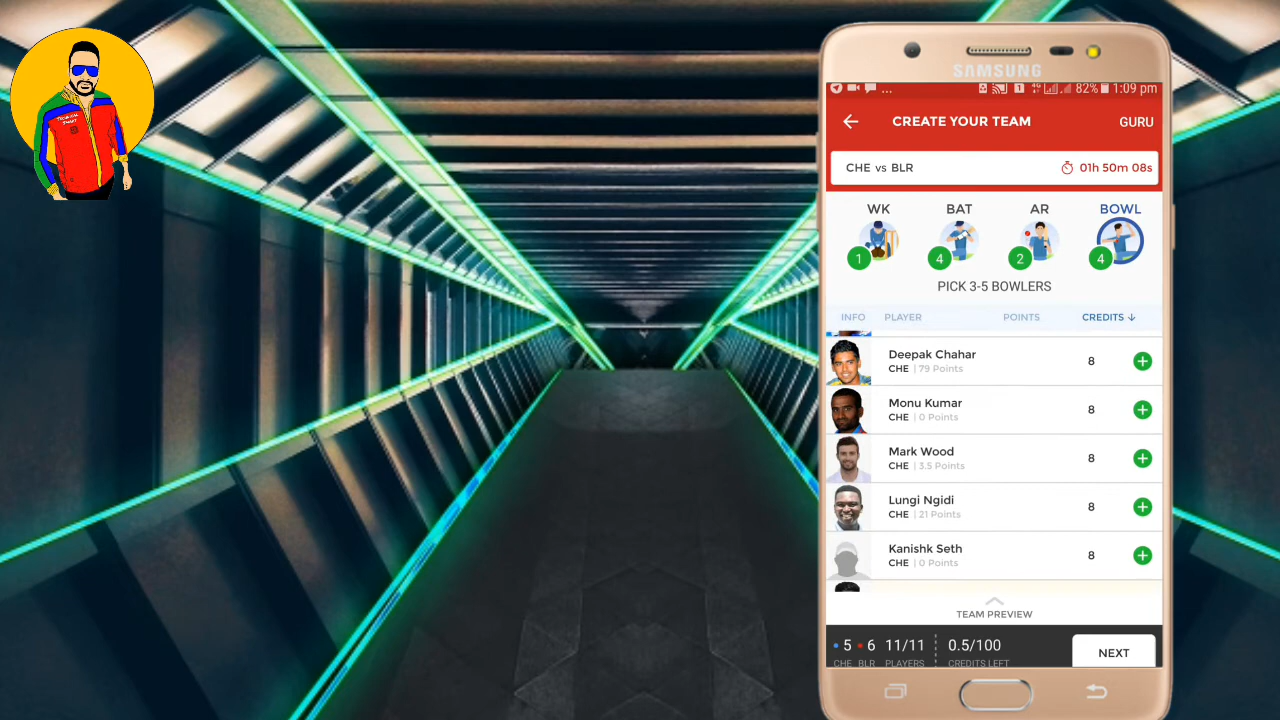 SAMSUNG
... 1 4G 82% 1:09 pm
CREATE YOUR TEAM GURU
CHE vs BLR 01h 50m 08s
WK BAT AR BOWL
1 4 2 4
PICK 3-5 BOWLERS
INFO PLAYER POINTS CREDITS ↓
Deepak Chahar 8
CHE | 79 Points
Monu Kumar 8
CHE | 0 Points
Mark Wood 8
CHE | 3.5 Points
Lungi Ngidi 8
CHE | 21 Points
Kanishk Seth 8
CHE | 0 Points
TEAM PREVIEW
5 6 11/11 0.5/100 NEXT
CHE BLR PLAYERS CREDITS LEFT